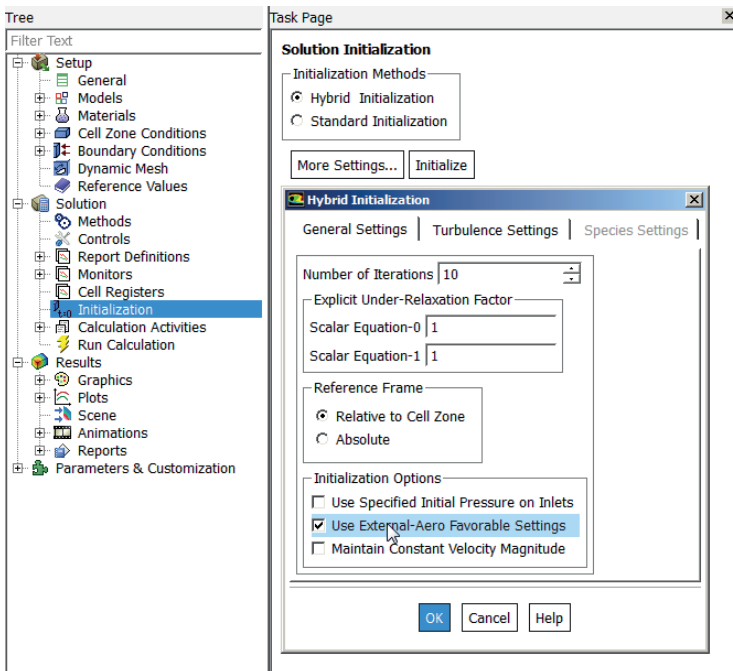 Tree
Filter Text
Setup
General
Models
Materials
Cell Zone Conditions
Boundary Conditions
Dynamic Mesh
Reference Values
Solution
Methods
Controls
Report Definitions
Monitors
Cell Registers
t=0 Initialization
Calculation Activities
Run Calculation
Results
Graphics
Plots
Scene
Animations
Reports
Parameters & Customization
Task Page
Solution Initialization
Initialization Methods
Hybrid Initialization
Standard Initialization
More Settings... Initialize
Hybrid Initialization
General Settings Turbulence Settings Species Settings
Number of Iterations 10
Explicit Under-Relaxation Factor
Scalar Equation-0 1
Scalar Equation-1 1
Reference Frame
Relative to Cell Zone
Absolute
Initialization Options
Use Specified Initial Pressure on Inlets
Use External-Aero Favorable Settings
Maintain Constant Velocity Magnitude
OK Cancel Help